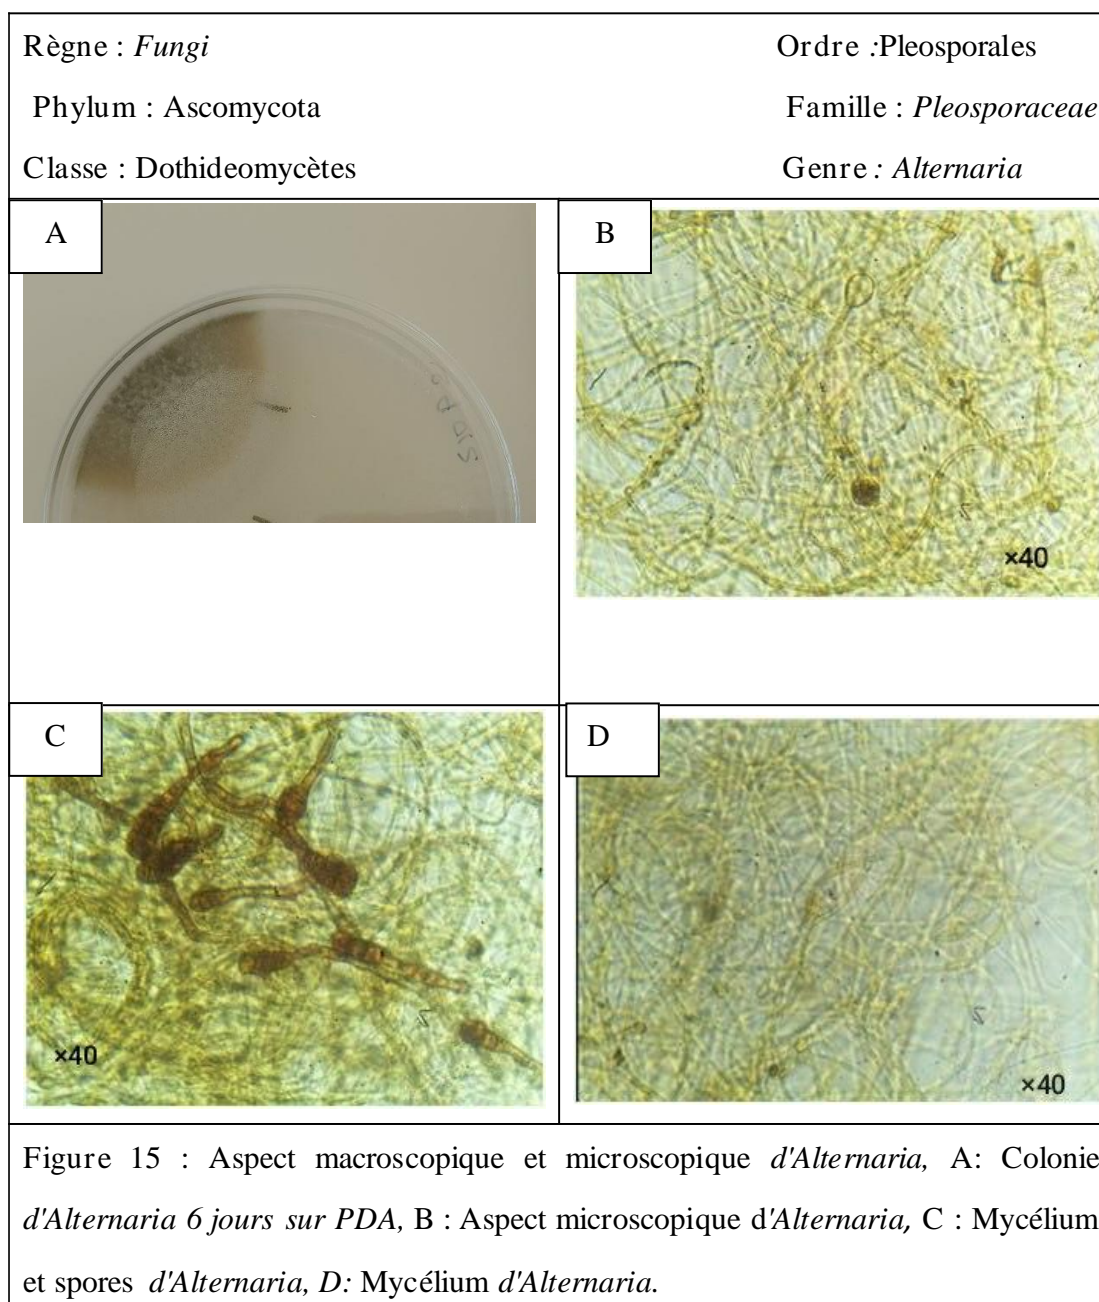 Règne : Fungi
Ordre :Pleosporales
Phylum : Ascomycota
Famille : Pleosporaceae
Classe : Dothideomycètes
Genre : Alternaria
A
B
×40
C
×40
D
×40
Figure 15 : Aspect macroscopique et microscopique d'Alternaria, A: Colonie
d'Alternaria 6 jours sur PDA, B : Aspect microscopique d'Alternaria, C : Mycélium
et spores d'Alternaria, D: Mycélium d'Alternaria.